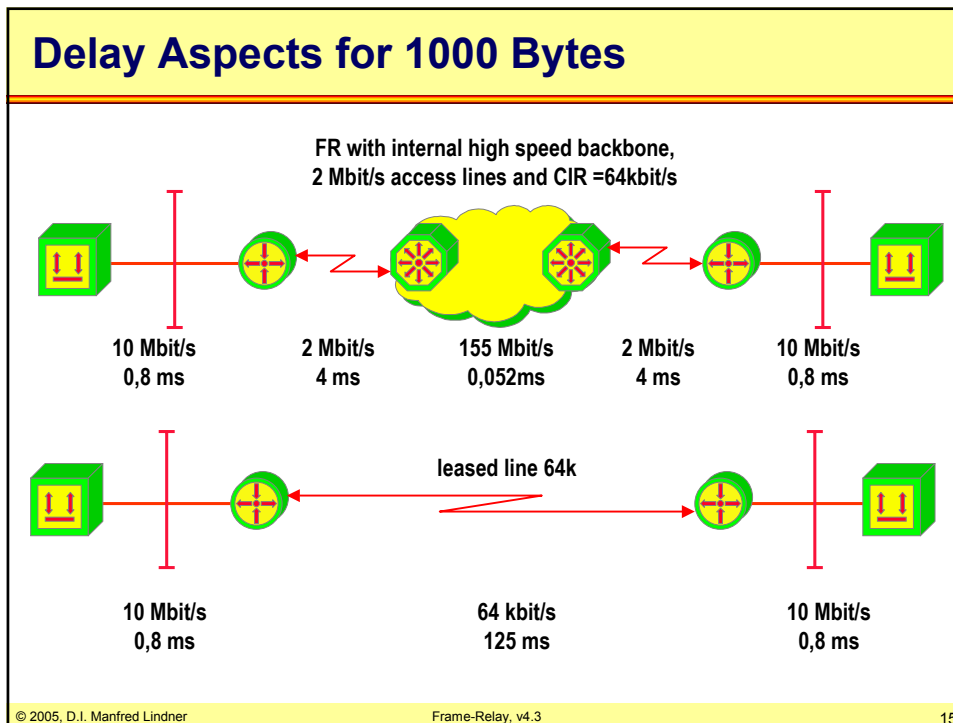 Delay Aspects for 1000 Bytes
FR with internal high speed backbone,
2 Mbit/s access lines and CIR =64kbit/s
10 Mbit/s 2 Mbit/s 155 Mbit/s 2 Mbit/s 10 Mbit/s
0,8 ms 4 ms 0,052ms 4 ms 0,8 ms
leased line 64k
10 Mbit/s 64 kbit/s 10 Mbit/s
0,8 ms 125 ms 0,8 ms
© 2005, D.I. Manfred Lindner Frame-Relay, v4.3 15